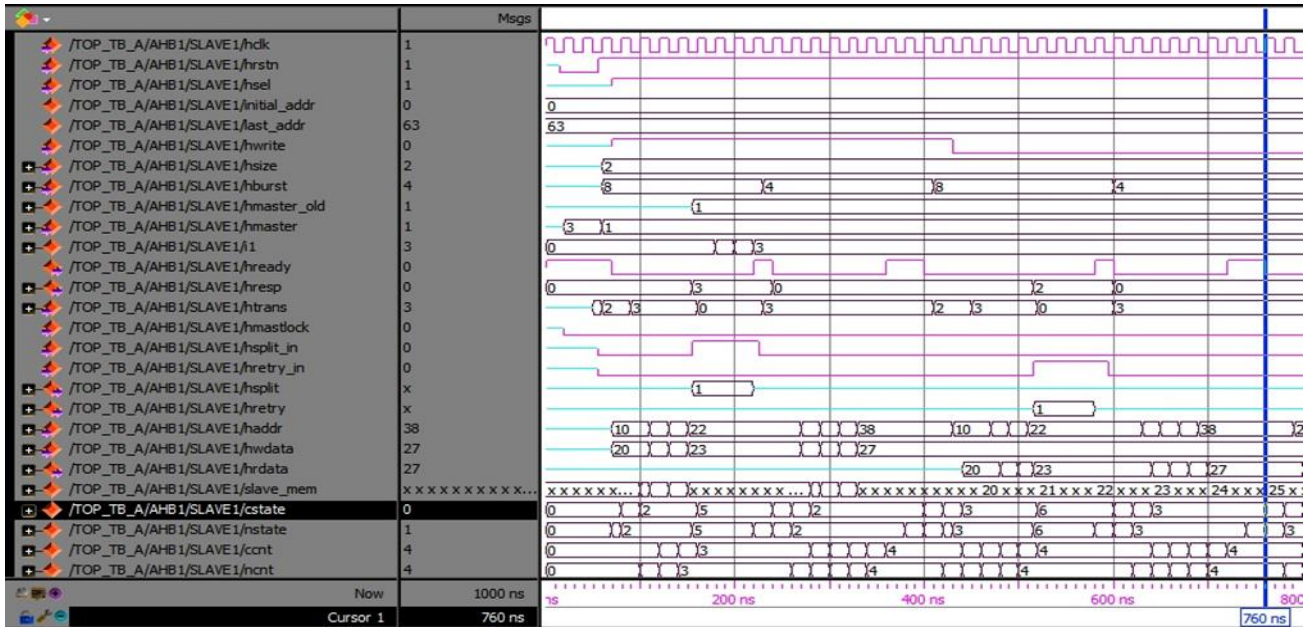 Msgs
/TOP_TB_A/AHB1/SLAVE1/hclk 1
/TOP_TB_A/AHB1/SLAVE1/hrstn 1
/TOP_TB_A/AHB1/SLAVE1/hsel 1
/TOP_TB_A/AHB1/SLAVE1/initial_addr 0 0
/TOP_TB_A/AHB1/SLAVE1/last_addr 63 63
/TOP_TB_A/AHB1/SLAVE1/hwrite 0
/TOP_TB_A/AHB1/SLAVE1/hsize 2 2
/TOP_TB_A/AHB1/SLAVE1/hburst 4 8 4 8 4
/TOP_TB_A/AHB1/SLAVE1/hmaster_old 1 1
/TOP_TB_A/AHB1/SLAVE1/hmaster 1 3 1
/TOP_TB_A/AHB1/SLAVE1/i1 3 0 3
/TOP_TB_A/AHB1/SLAVE1/hready 0
/TOP_TB_A/AHB1/SLAVE1/hresp 0 0 3 0 2 0
/TOP_TB_A/AHB1/SLAVE1/htrans 3 2 3 0 3 2 3 0 3
/TOP_TB_A/AHB1/SLAVE1/hmastlock 0
/TOP_TB_A/AHB1/SLAVE1/hsplit_in 0
/TOP_TB_A/AHB1/SLAVE1/hretry_in 0
/TOP_TB_A/AHB1/SLAVE1/hsplit x 1
/TOP_TB_A/AHB1/SLAVE1/hretry x 1
/TOP_TB_A/AHB1/SLAVE1/haddr 38 10 22 38 10 22 38 2
/TOP_TB_A/AHB1/SLAVE1/hwdata 27 20 23 27
/TOP_TB_A/AHB1/SLAVE1/hrdata 27 20 23 27
/TOP_TB_A/AHB1/SLAVE1/slave_mem x x x x x x x x x x... x x x x x x... x x x x x x x x ... x x x x x x x x x x 20 x x x 21 x x x 22 x x x 23 x x x 24 x x x 25 x
/TOP_TB_A/AHB1/SLAVE1/cstate 0 0 2 5 2 3 6 3
/TOP_TB_A/AHB1/SLAVE1/nstate 1 0 2 5 2 3 6 3 3
/TOP_TB_A/AHB1/SLAVE1/ccnt 4 0 3 4 4 4
/TOP_TB_A/AHB1/SLAVE1/ncnt 4 0 3 4 4 4
Now 1000 ns ns 200 ns 400 ns 600 ns 800
Cursor 1 760 ns 760 ns